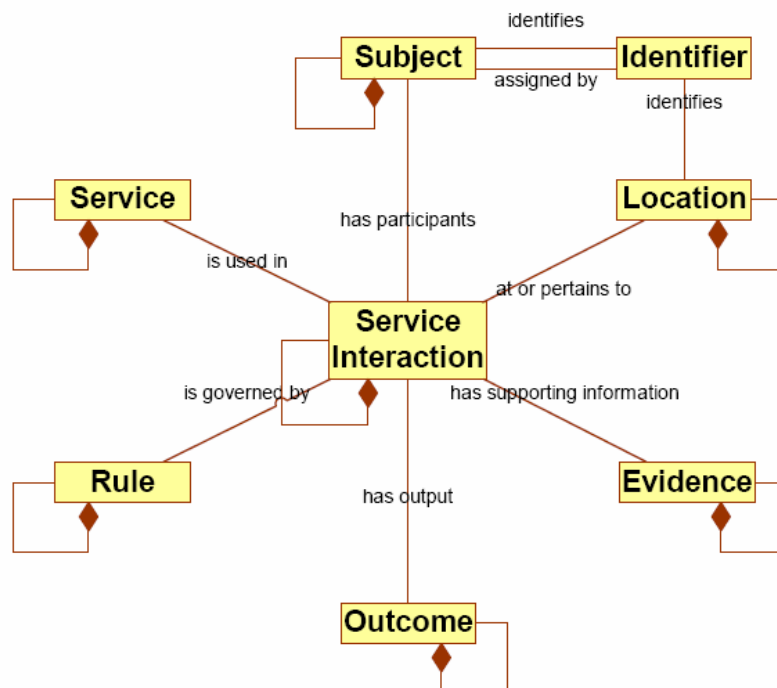 identifies
Subject
Identifier
assigned by
identifies
Service
Location
has participants
is used in
at or pertains to
Service
Interaction
is governed by
has supporting information
Rule
Evidence
has output
Outcome